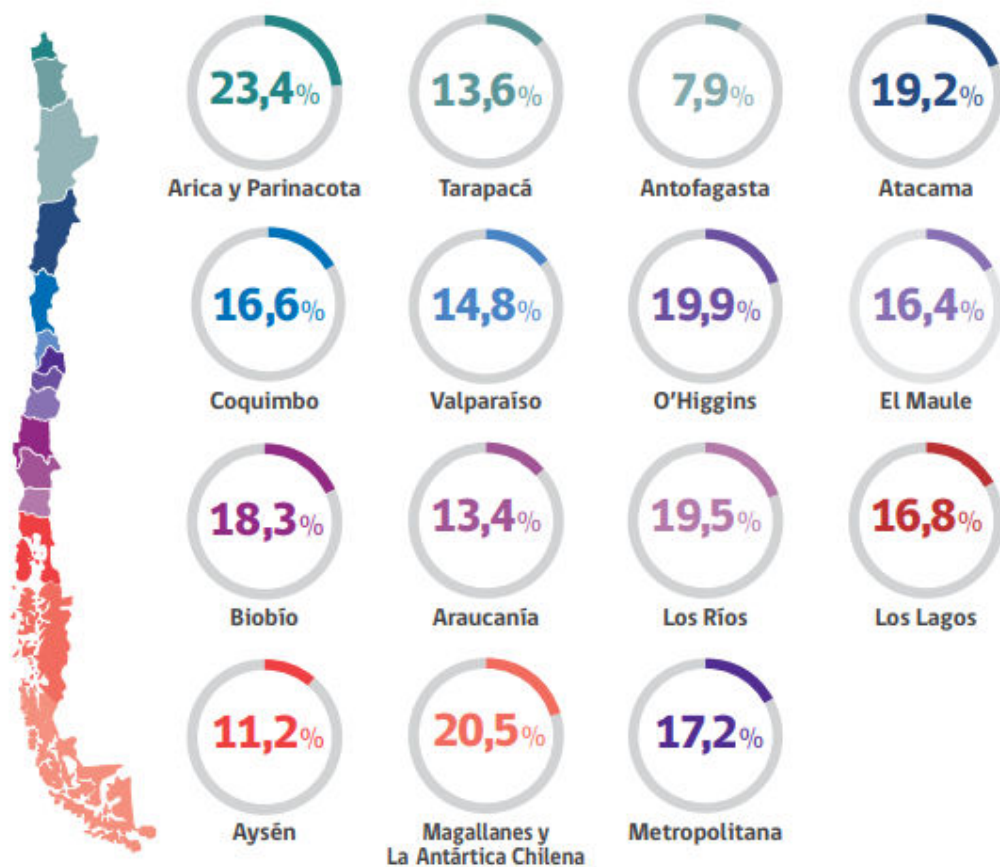 23,4% 13,6% 7,9% 19,2%
Arica y Parinacota Tarapacá Antofagasta Atacama
16,6% 14,8% 19,9% 16,4%
Coquimbo Valparaíso O'Higgins El Maule
18,3% 13,4% 19,5% 16,8%
Biobío Araucanía Los Ríos Los Lagos
11,2% 20,5% 17,2%
Aysén Magallanes y Metropolitana
La Antártica Chilena